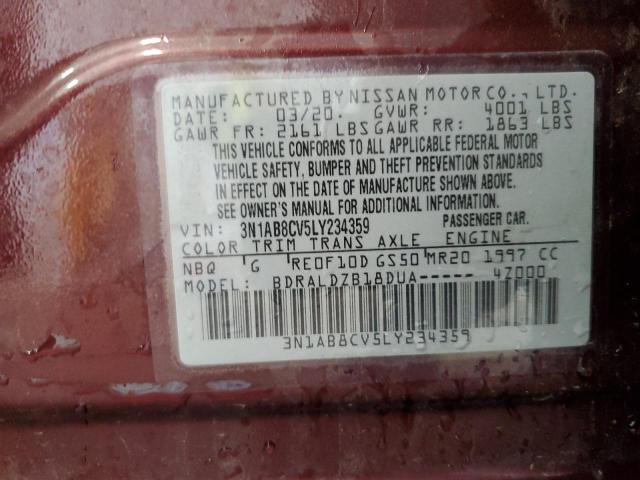 MANUFACTURED BY NISSAN MOTOR CO., LTD.
DATE: 03/20. GVWR: 4001 LBS
GAWR FR: 2161 LBS GAWR RR: 1863 LBS
THIS VEHICLE CONFORMS TO ALL APPLICABLE FEDERAL MOTOR
VEHICLE SAFETY, BUMPER AND THEFT PREVENTION STANDARDS
IN EFFECT ON THE DATE OF MANUFACTURE SHOWN ABOVE.
SEE OWNER'S MANUAL FOR ADDITIONAL INFORMATION.
VIN: 3N1AB8CV5LY234359 PASSENGER CAR.
COLOR TRIM TRANS AXLE ENGINE
NBQ G RE0F10D GS50 MR20 1997 CC
MODEL: BDRALDZB18DUA----- 4Z000
3N1AB8CV5LY234359